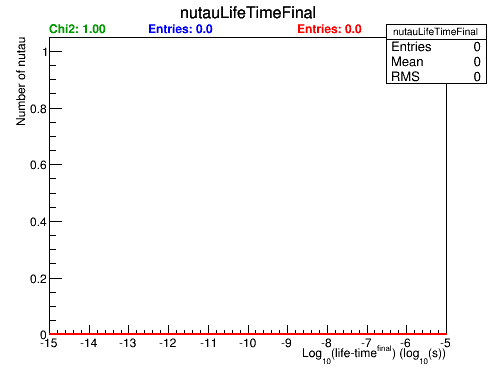 nutauLifeTimeFinal
Chi2: 1.00 Entries: 0.0 Entries: 0.0
nutauLifeTimeFinal
Entries 0
Mean 0
RMS 0
Number of nutau
1
0.8
0.6
0.4
0.2
0
-15 -14 -13 -12 -11 -10 -9 -8 -7 -6 -5
Log10(life-time^final) (log10(s))